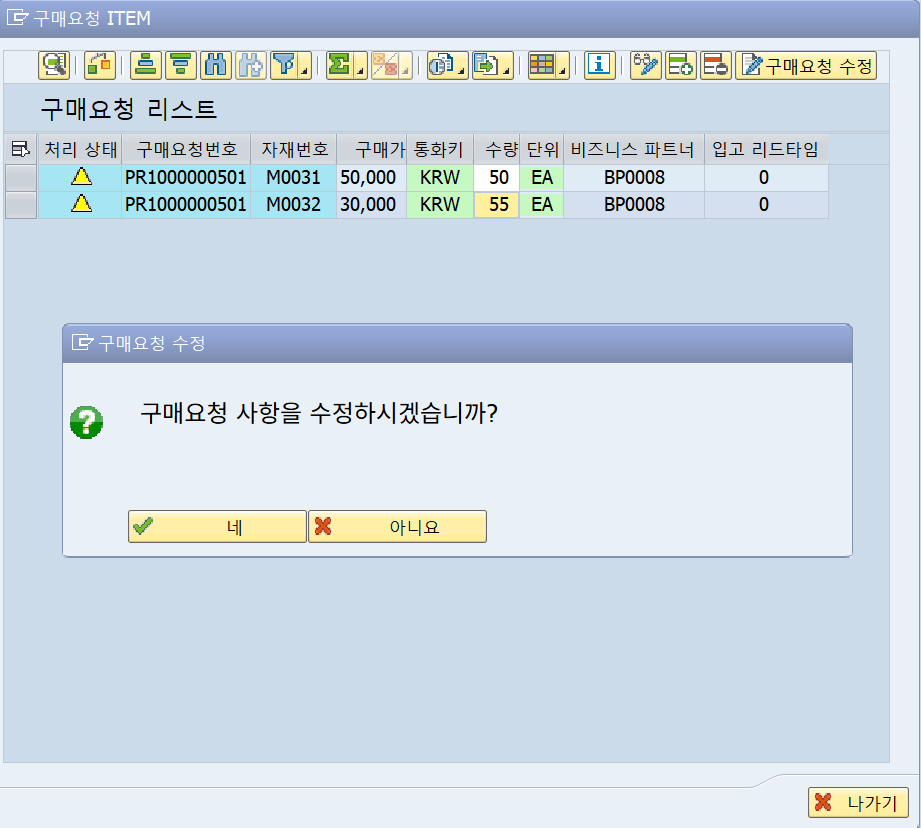 구매요청 ITEM
구매요청 수정
구매요청 리스트
처리 상태 구매요청번호 자재번호 구매가 통화키 수량 단위 비즈니스 파트너 입고 리드타임
PR1000000501 M0031 50,000 KRW 50 EA BP0008 0
PR1000000501 M0032 30,000 KRW 55 EA BP0008 0
구매요청 수정
구매요청 사항을 수정하시겠습니까?
네 아니요
나가기